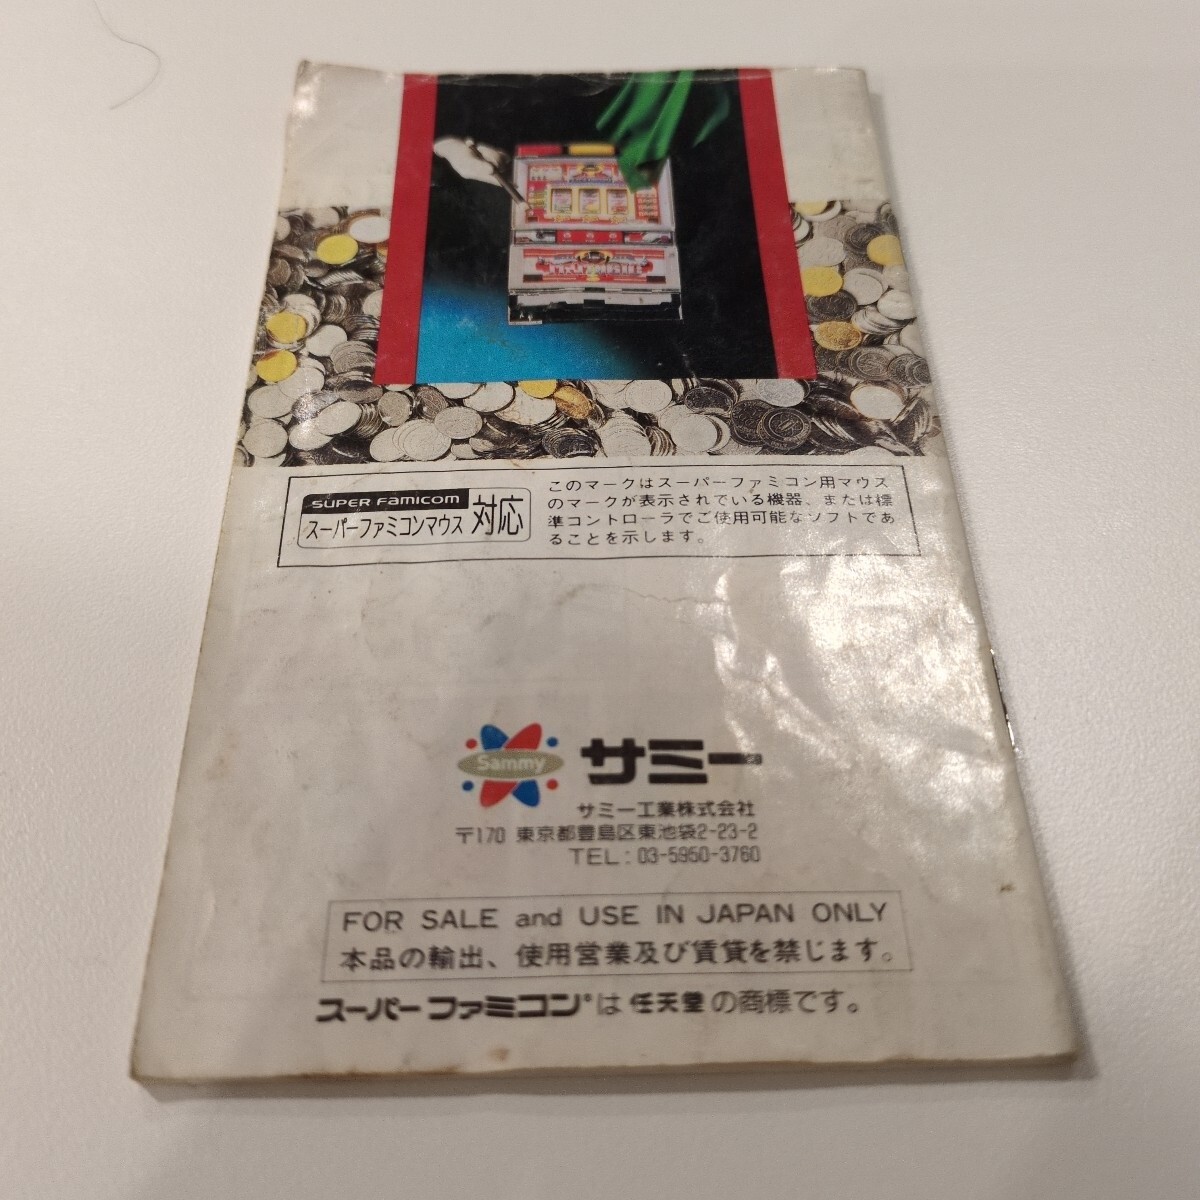 SUPER Famicom
スーパーファミコンマウス 対応
このマークはスーパーファミコン用マウス
のマークが表示されている機器、または標
準コントローラでご使用可能なソフトであ
ることを示します。
Sammy サミー
サミー工業株式会社
〒170 東京都豊島区東池袋2-23-2
TEL：03-5950-3760
FOR SALE and USE IN JAPAN ONLY
本品の輸出、使用営業及び賃貸を禁じます。
スーパーファミコン®は 任天堂 の商標です。